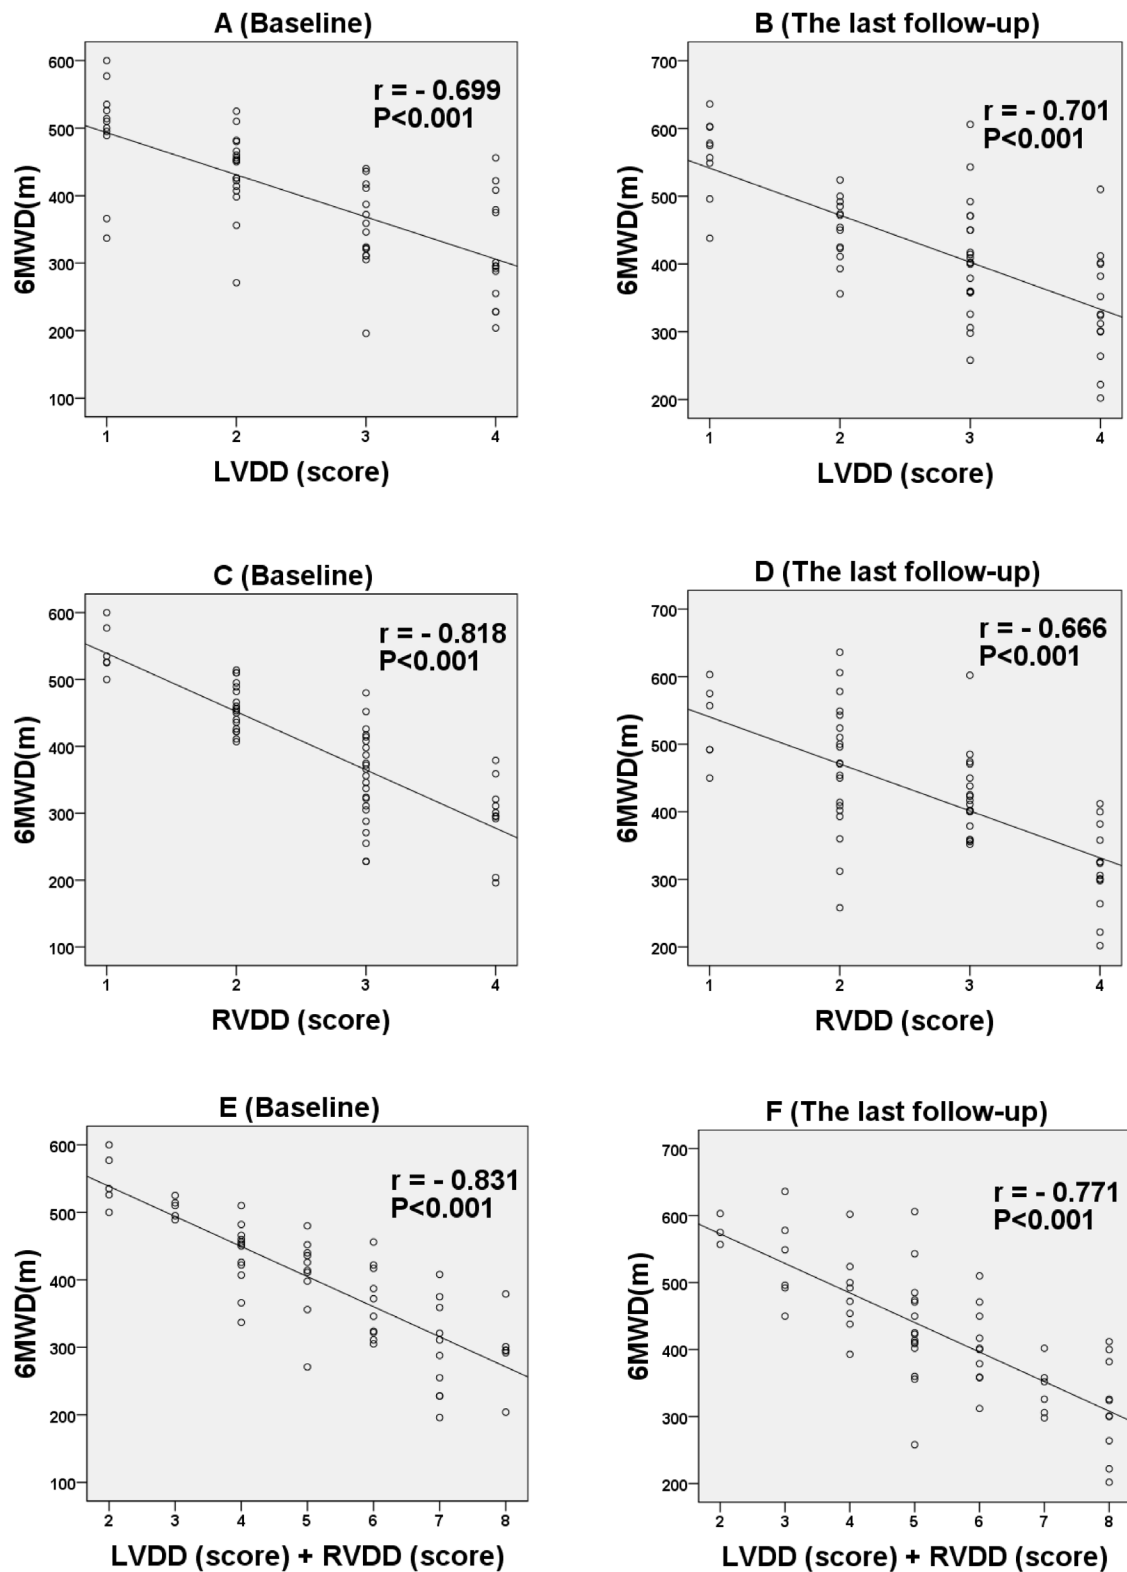 A (Baseline)
r = - 0.699
P<0.001
6MWD(m)
600
500
400
300
200
100
1 2 3 4
LVDD (score)
B (The last follow-up)
r = - 0.701
P<0.001
6MWD(m)
700
600
500
400
300
200
1 2 3 4
LVDD (score)
C (Baseline)
r = - 0.818
P<0.001
6MWD(m)
600
500
400
300
200
100
1 2 3 4
RVDD (score)
D (The last follow-up)
r = - 0.666
P<0.001
6MWD(m)
700
600
500
400
300
200
1 2 3 4
RVDD (score)
E (Baseline)
r = - 0.831
P<0.001
6MWD(m)
600
500
400
300
200
100
2 3 4 5 6 7 8
LVDD (score) + RVDD (score)
F (The last follow-up)
r = - 0.771
P<0.001
6MWD(m)
700
600
500
400
300
200
2 3 4 5 6 7 8
LVDD (score) + RVDD (score)